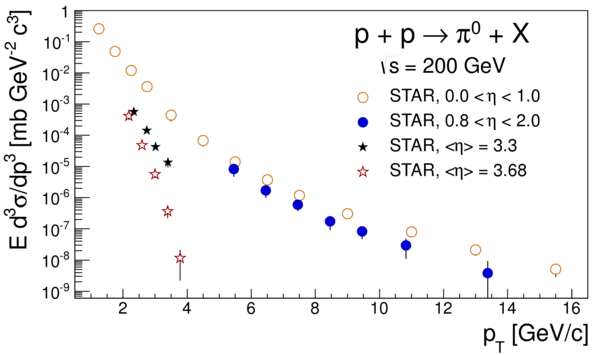 p + p → π⁰ + X
√s = 200 GeV
STAR, 0.0 < η < 1.0
STAR, 0.8 < η < 2.0
STAR, <η> = 3.3
STAR, <η> = 3.68
E d³σ/dp³ [mb GeV⁻² c³]
1
10⁻¹
10⁻²
10⁻³
10⁻⁴
10⁻⁵
10⁻⁶
10⁻⁷
10⁻⁸
10⁻⁹
2 4 6 8 10 12 14 16
p_T [GeV/c]